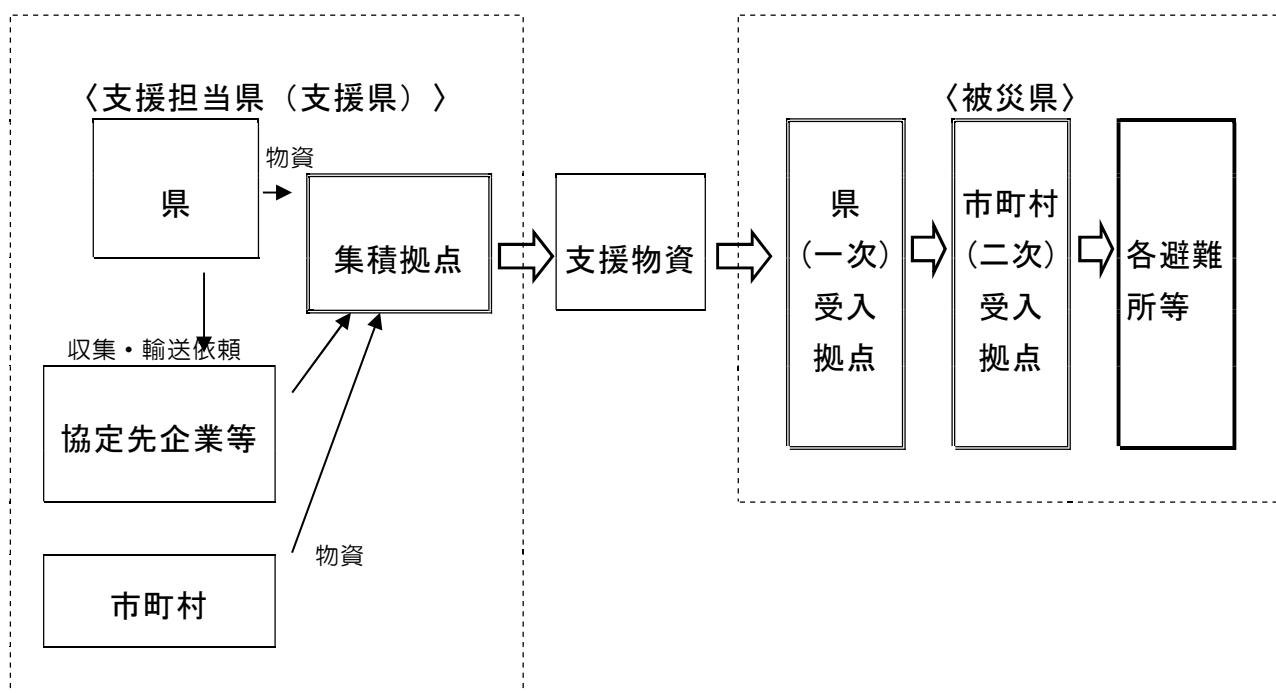 〈支援担当県（支援県）〉
県
物資
集積拠点
収集・輸送依頼
協定先企業等
物資
市町村
支援物資
〈被災県〉
県
（一次）
受入
拠点
市町村
（二次）
受入
拠点
各避難
所等